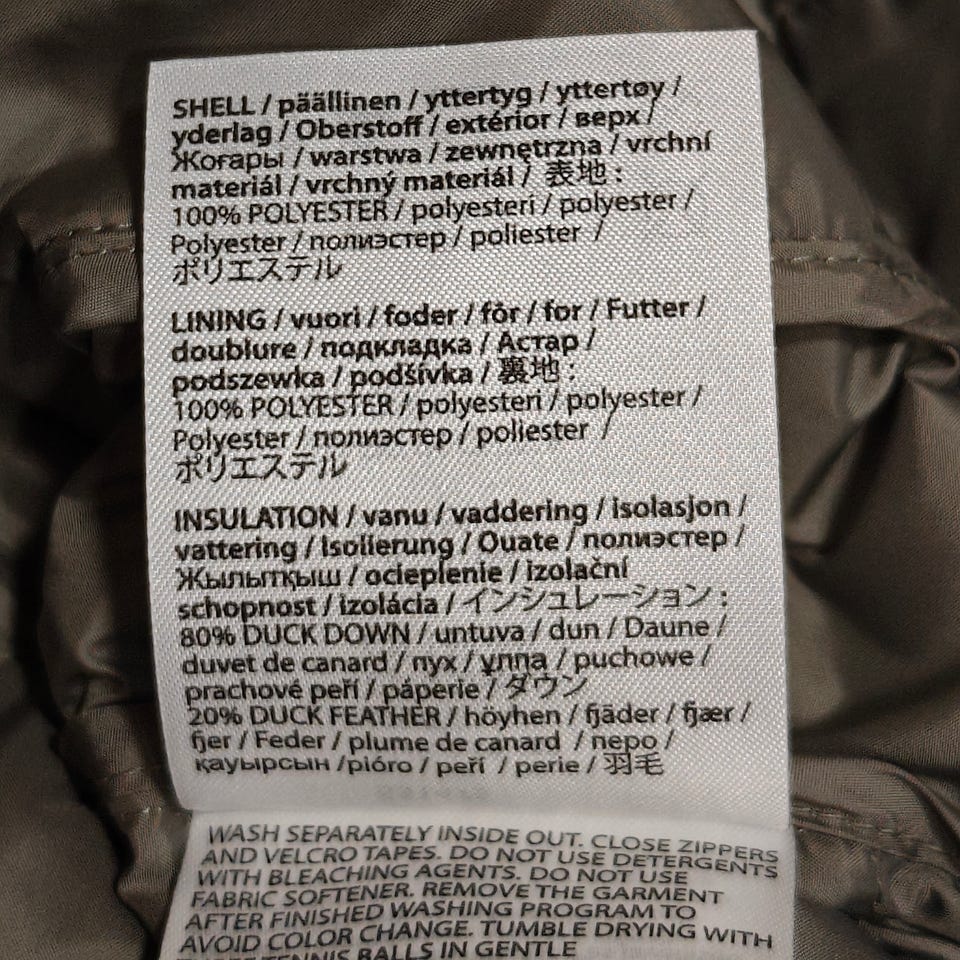 SHELL / päällinen / yttertyg / yttertøy /
yderlag / Oberstoff / extérior / верх /
Жоғары / warstwa / zewnętrzna / vrchní
materiál / vrchný materiál / 表地 :
100% POLYESTER / polyesteri / polyester /
Polyester / полиэстер / poliester /
ポリエステル
LINING / vuori / foder / fôr / for / Futter /
doublure / подкладка / Астар /
podszewka / podšívka / 裏地 :
100% POLYESTER / polyesteri / polyester /
Polyester / полиэстер / poliester /
ポリエステル
INSULATION / vanu / vaddering / isolasjon /
vattering / Isolierung / Ouate / полиэстер /
Жылытқыш / ocieplenie / izolační
schopnost / izolácia / インシュレーション :
80% DUCK DOWN / untuva / dun / Daune /
duvet de canard / пух / ұлпа / puchowe /
prachové peří / páperie / ダウン
20% DUCK FEATHER / höyhen / fjäder / fjær /
fjer / Feder / plume de canard / перо /
қауырсын /pióro / peří / perie / 羽毛
WASH SEPARATELY INSIDE OUT. CLOSE ZIPPERS
AND VELCRO TAPES. DO NOT USE DETERGENTS
WITH BLEACHING AGENTS. DO NOT USE
FABRIC SOFTENER. REMOVE THE GARMENT
AFTER FINISHED WASHING PROGRAM TO
AVOID COLOR CHANGE. TUMBLE DRYING WITH
TENNIS BALLS IN GENTLE